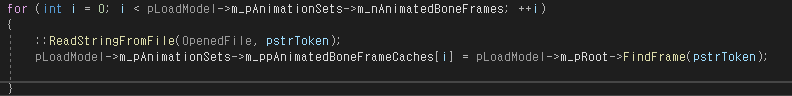 for (int i = 0; i < pLoadModel->m_pAnimationSets->m_nAnimatedBoneFrames; ++i)
{
::ReadStringFromFile(OpenedFile, pstrToken);
pLoadModel->m_pAnimationSets->m_ppAnimatedBoneFrameCaches[i] = pLoadModel->m_pRoot->FindFrame(pstrToken);
}